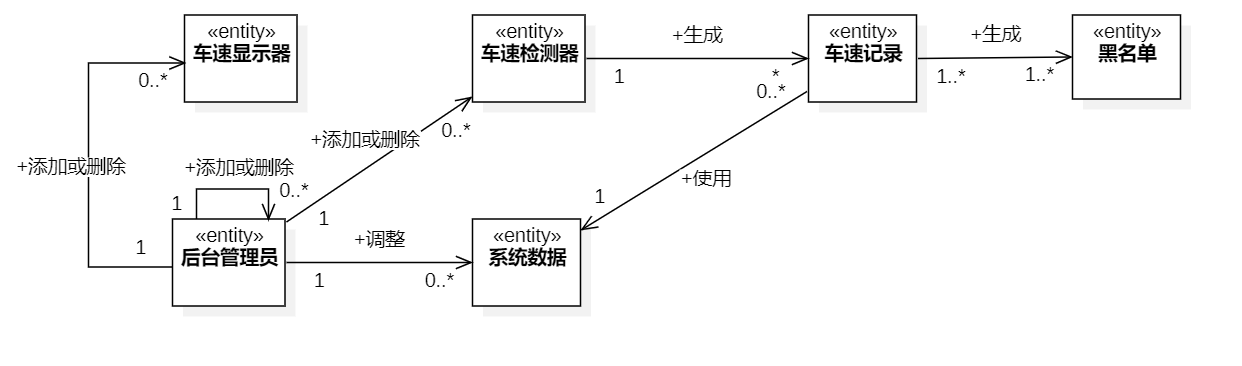 «entity»
车速显示器
«entity»
车速检测器
«entity»
车速记录
«entity»
黑名单
+生成
+生成
0..*
1
*
0..*
1..*
1..*
+添加或删除
0..*
+添加或删除
+添加或删除
0..*
1
1
+使用
1
1
«entity»
后台管理员
+调整
1
0..*
«entity»
系统数据